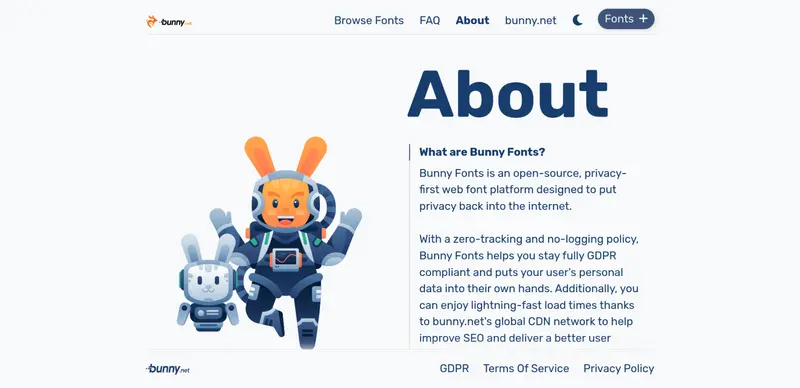 bunny.net
Browse Fonts
FAQ
About
bunny.net
Fonts +
About
What are Bunny Fonts?
Bunny Fonts is an open-source, privacy-
first web font platform designed to put
privacy back into the internet.
With a zero-tracking and no-logging policy,
Bunny Fonts helps you stay fully GDPR
compliant and puts your user's personal
data into their own hands. Additionally, you
can enjoy lightning-fast load times thanks
to bunny.net's global CDN network to help
improve SEO and deliver a better user
bunny.net
GDPR
Terms Of Service
Privacy Policy